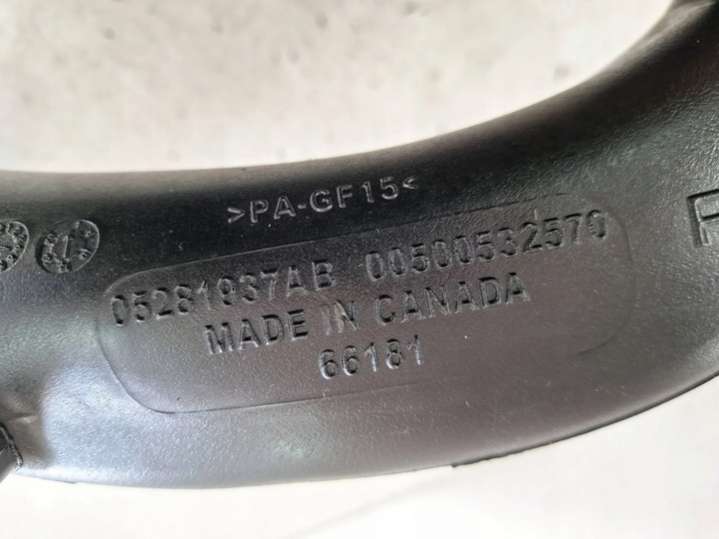 >PA-GF15<
05281937AB 00500532570
MADE IN CANADA
66181